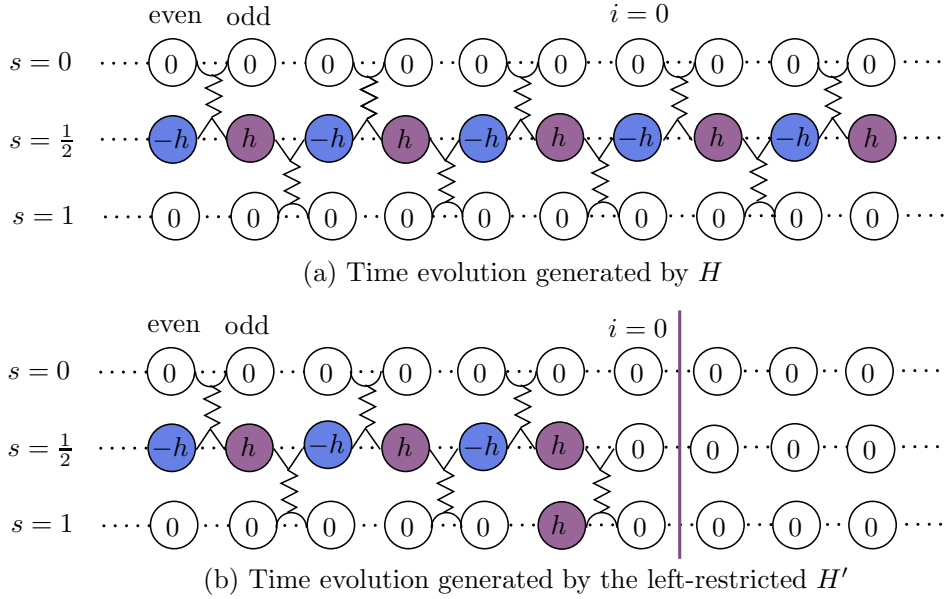 even odd i = 0
s = 0 ····· 0 0 ·· 0 0 ·· 0 0 ·· 0 0 ·· 0 0 ·····
s = 1/2 ····· −h h ·· −h h ·· −h h ·· −h h ·· −h h ·····
s = 1 ····· 0 0 ·· 0 0 ·· 0 0 ·· 0 0 ·· 0 0 ·····
(a) Time evolution generated by H
even odd i = 0
s = 0 ····· 0 0 ·· 0 0 ·· 0 0 ·· 0 0 ·· 0 0 ·····
s = 1/2 ····· −h h ·· −h h ·· −h h ·· 0 0 ·· 0 0 ·····
s = 1 ····· 0 0 ·· 0 0 ·· 0 h ·· 0 0 ·· 0 0 ·····
(b) Time evolution generated by the left-restricted H′